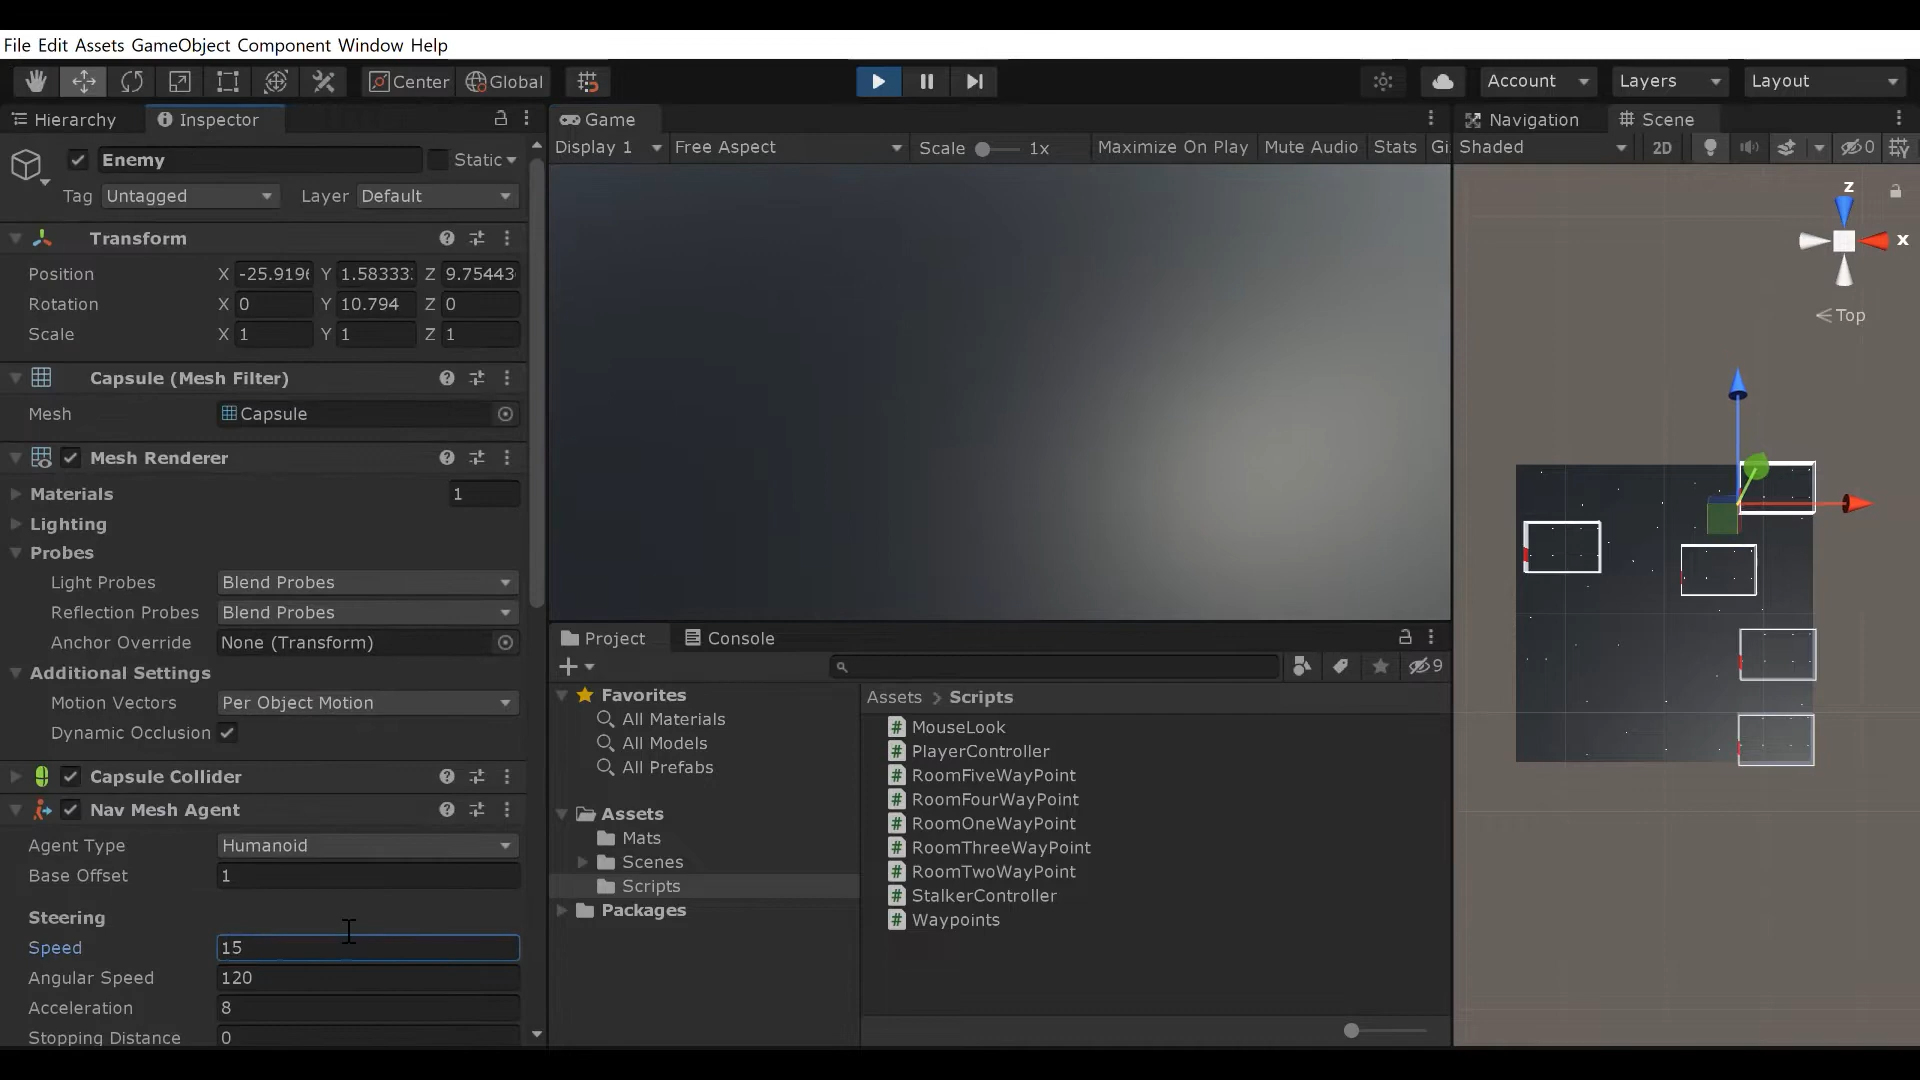 File Edit Assets GameObject Component Window Help
Center Global Account Layers Layout
Hierarchy Inspector
Enemy Static
Tag Untagged Layer Default
Transform
Position X -25.9196 Y 1.58333 Z 9.75443
Rotation X 0 Y 10.794 Z 0
Scale X 1 Y 1 Z 1
Capsule (Mesh Filter)
Mesh Capsule
Mesh Renderer
Materials 1
Lighting
Probes
Light Probes Blend Probes
Reflection Probes Blend Probes
Anchor Override None (Transform)
Additional Settings
Motion Vectors Per Object Motion
Dynamic Occlusion
Capsule Collider
Nav Mesh Agent
Agent Type Humanoid
Base Offset 1
Steering
Speed 15
Angular Speed 120
Acceleration 8
Stopping Distance 0
Game
Display 1 Free Aspect Scale 1x Maximize On Play Mute Audio Stats Gi
Project Console
9
Favorites
All Materials
All Models
All Prefabs
Assets
Mats
Scenes
Scripts
Packages
Assets > Scripts
MouseLook
PlayerController
RoomFiveWayPoint
RoomFourWayPoint
RoomOneWayPoint
RoomThreeWayPoint
RoomTwoWayPoint
StalkerController
Waypoints
Navigation Scene
Shaded 2D 0
z
x
Top